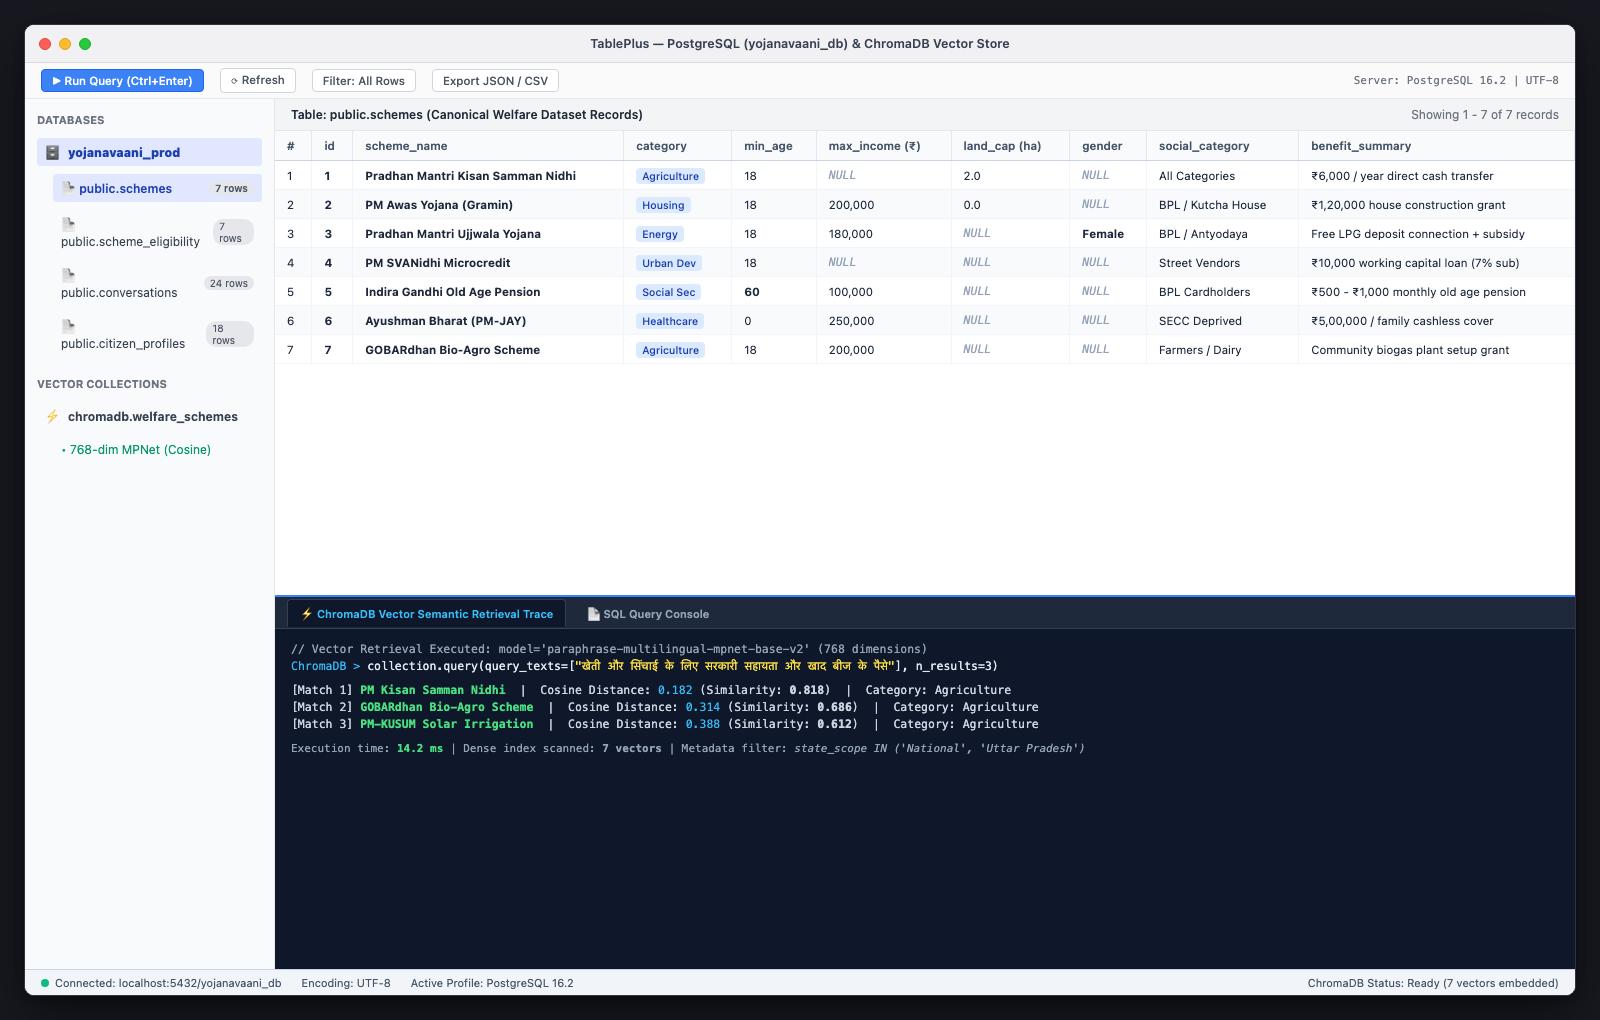 TablePlus — PostgreSQL (yojanavaani_db) & ChromaDB Vector Store
▶ Run Query (Ctrl+Enter) ⟳ Refresh Filter: All Rows Export JSON / CSV Server: PostgreSQL 16.2 | UTF-8
DATABASES
yojanavaani_prod
public.schemes 7 rows
public.scheme_eligibility 7 rows
public.conversations 24 rows
public.citizen_profiles 18 rows
VECTOR COLLECTIONS
⚡ chromadb.welfare_schemes
• 768-dim MPNet (Cosine)
Table: public.schemes (Canonical Welfare Dataset Records) Showing 1 - 7 of 7 records
# id scheme_name category min_age max_income (₹) land_cap (ha) gender social_category benefit_summary
1 1 Pradhan Mantri Kisan Samman Nidhi Agriculture 18 NULL 2.0 NULL All Categories ₹6,000 / year direct cash transfer
2 2 PM Awas Yojana (Gramin) Housing 18 200,000 0.0 NULL BPL / Kutcha House ₹1,20,000 house construction grant
3 3 Pradhan Mantri Ujjwala Yojana Energy 18 180,000 NULL Female BPL / Antyodaya Free LPG deposit connection + subsidy
4 4 PM SVANidhi Microcredit Urban Dev 18 NULL NULL NULL Street Vendors ₹10,000 working capital loan (7% sub)
5 5 Indira Gandhi Old Age Pension Social Sec 60 100,000 NULL NULL BPL Cardholders ₹500 - ₹1,000 monthly old age pension
6 6 Ayushman Bharat (PM-JAY) Healthcare 0 250,000 NULL NULL SECC Deprived ₹5,00,000 / family cashless cover
7 7 GOBARdhan Bio-Agro Scheme Agriculture 18 200,000 NULL NULL Farmers / Dairy Community biogas plant setup grant
⚡ ChromaDB Vector Semantic Retrieval Trace SQL Query Console
// Vector Retrieval Executed: model='paraphrase-multilingual-mpnet-base-v2' (768 dimensions)
ChromaDB > collection.query(query_texts=["खेती और सिंचाई के लिए सरकारी सहायता और खाद बीज के पैसे"], n_results=3)
[Match 1] PM Kisan Samman Nidhi | Cosine Distance: 0.182 (Similarity: 0.818) | Category: Agriculture
[Match 2] GOBARdhan Bio-Agro Scheme | Cosine Distance: 0.314 (Similarity: 0.686) | Category: Agriculture
[Match 3] PM-KUSUM Solar Irrigation | Cosine Distance: 0.388 (Similarity: 0.612) | Category: Agriculture
Execution time: 14.2 ms | Dense index scanned: 7 vectors | Metadata filter: state_scope IN ('National', 'Uttar Pradesh')
Connected: localhost:5432/yojanavaani_db Encoding: UTF-8 Active Profile: PostgreSQL 16.2 ChromaDB Status: Ready (7 vectors embedded)